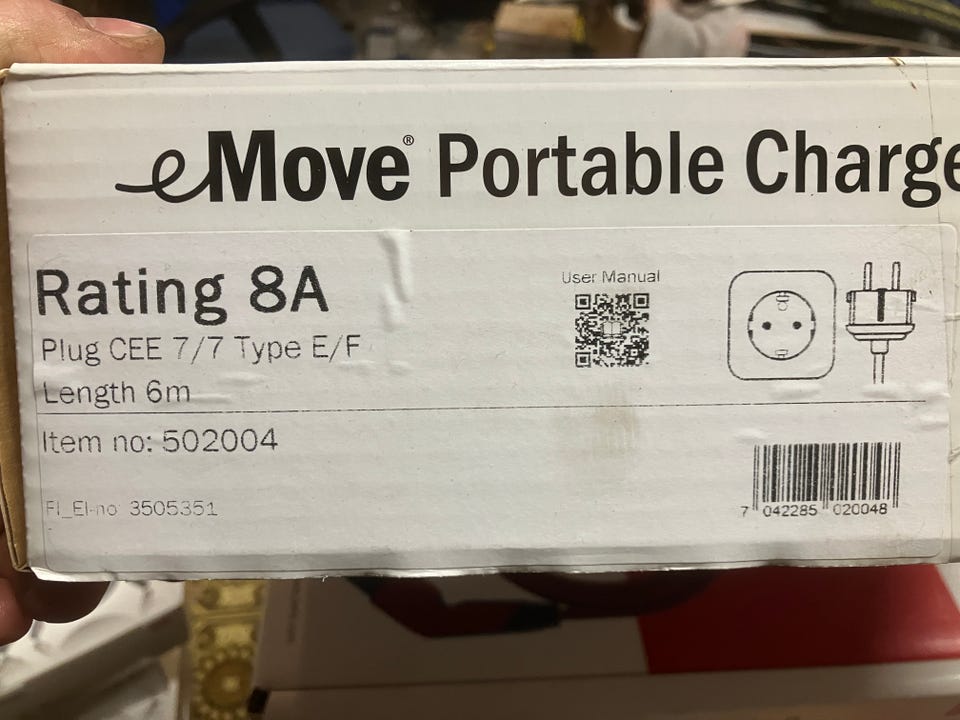 eMove® Portable Charge
Rating 8A
Plug CEE 7/7 Type E/F
Length 6m
User Manual
Item no: 502004
FI_El-no 3505351
7 042285 020048